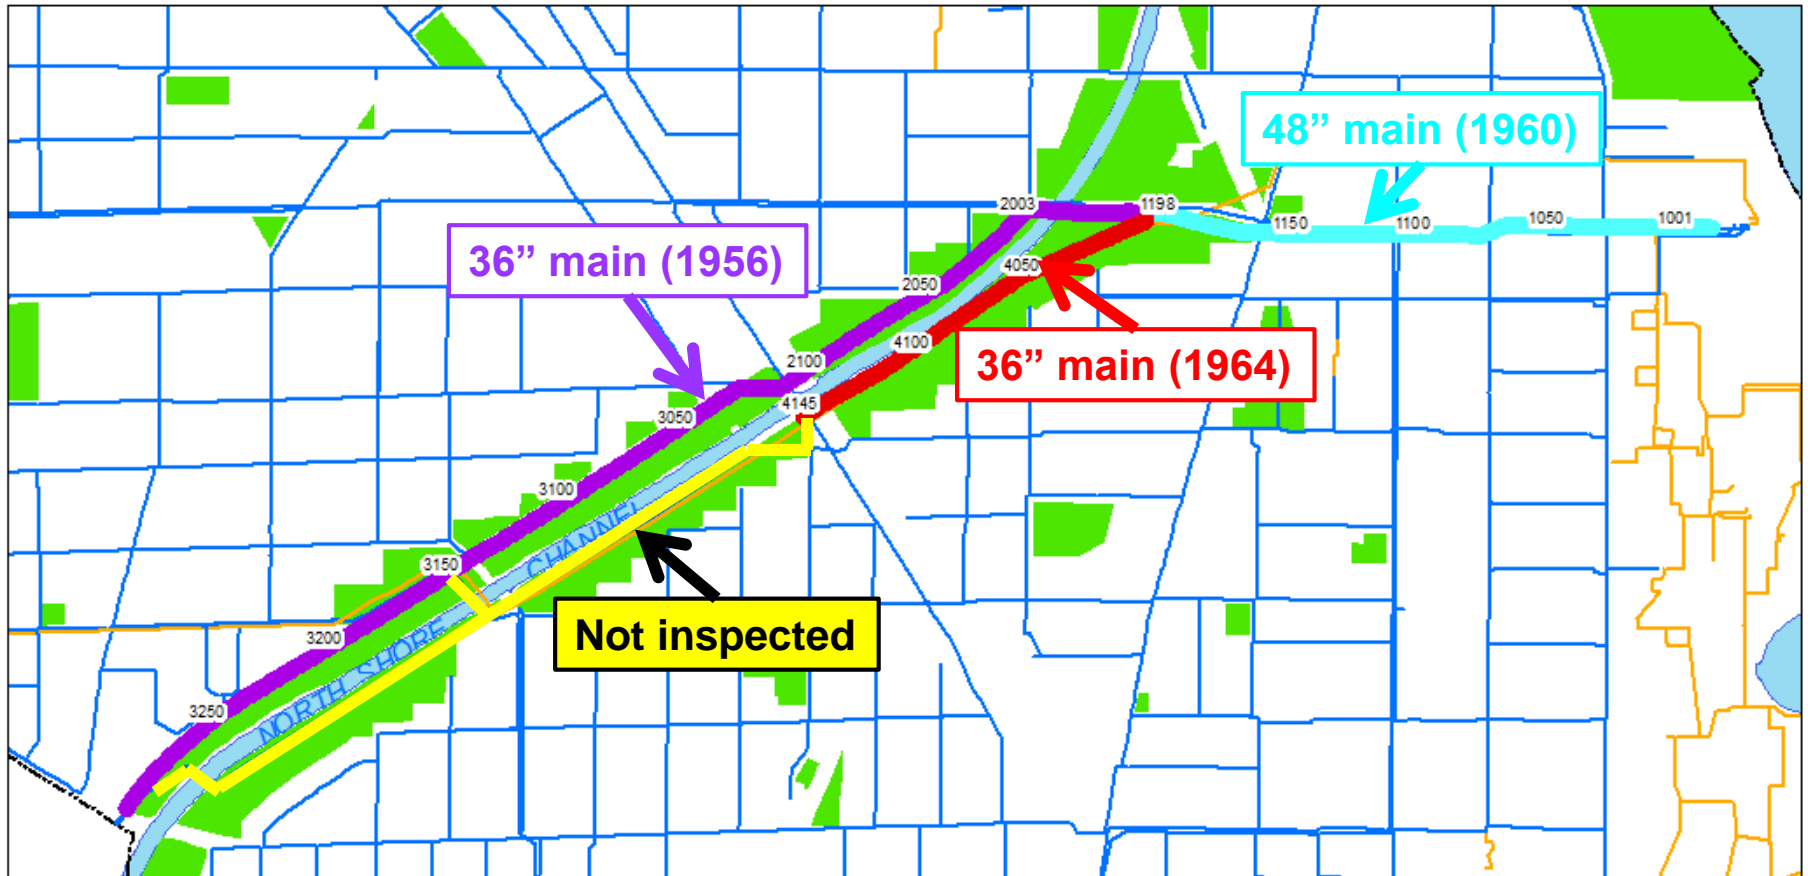 48” main (1960)
2003
1198
1150
1100
1050
1001
36” main (1956)
4050
2050
4100
36” main (1964)
2100
4145
3050
3100
CHANNEL
3150
Not inspected
3200
NORTH SHORE
3250